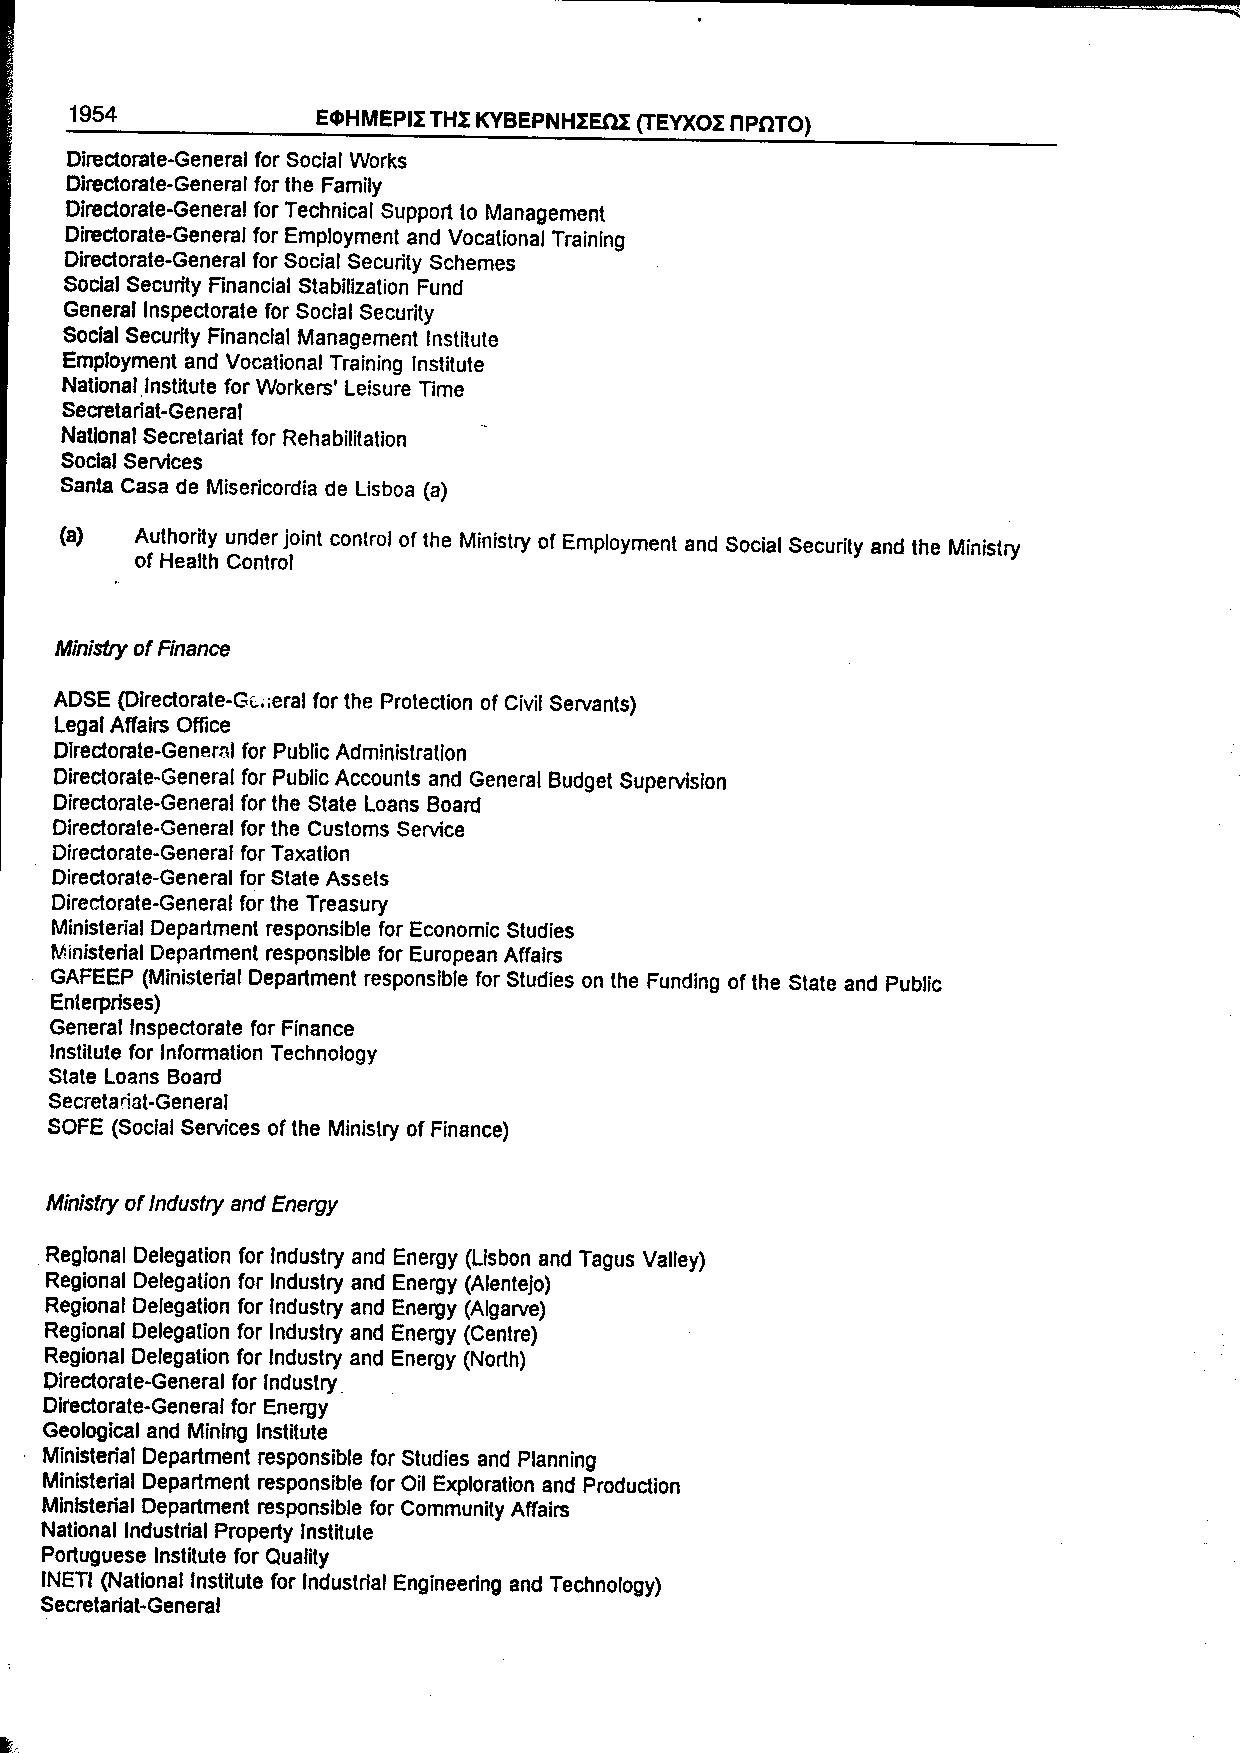 1954
ΕΦΗΜΕΡΙΣ ΤΗΣ ΚΥΒΕΡΝΗΣΕΩΣ (ΤΕΥΧΟΣ ΠΡΩΤΟ)
Directorate-General for Social Works
Directorate-General for the Family
Directorate-General for Technical Support to Management
Directorate-General for Employment and Vocational Training
Directorate-General for Social Security Schemes
Social Security Financial Stabilization Fund
General Inspectorate for Social Security
Social Security Financial Management Institute
Employment and Vocational Training Institute
National Institute for Workers' Leisure Time
Secretariat-General
National Secretariat for Rehabilitation
Social Services
Santa Casa de Misericordia de Lisboa (a)
(a) Authority under joint control of the Ministry of Employment and Social Security and the Ministry
of Health Control
Ministry of Finance
ADSE (Directorate-General for the Protection of Civil Servants)
Legal Affairs Office
Directorate-General for Public Administration
Directorate-General for Public Accounts and General Budget Supervision
Directorate-General for the State Loans Board
Directorate-General for the Customs Service
Directorate-General for Taxation
Directorate-General for State Assets
Directorate-General for the Treasury
Ministerial Department responsible for Economic Studies
Ministerial Department responsible for European Affairs
GAFEEP (Ministerial Department responsible for Studies on the Funding of the State and Public
Enterprises)
General Inspectorate for Finance
Institute for Information Technology
State Loans Board
Secretariat-General
SOFE (Social Services of the Ministry of Finance)
Ministry of Industry and Energy
Regional Delegation for Industry and Energy (Lisbon and Tagus Valley)
Regional Delegation for Industry and Energy (Alentejo)
Regional Delegation for Industry and Energy (Algarve)
Regional Delegation for Industry and Energy (Centre)
Regional Delegation for Industry and Energy (North)
Directorate-General for Industry
Directorate-General for Energy
Geological and Mining Institute
Ministerial Department responsible for Studies and Planning
Ministerial Department responsible for Oil Exploration and Production
Ministerial Department responsible for Community Affairs
National Industrial Property Institute
Portuguese Institute for Quality
INETI (National Institute for Industrial Engineering and Technology)
Secretariat-General